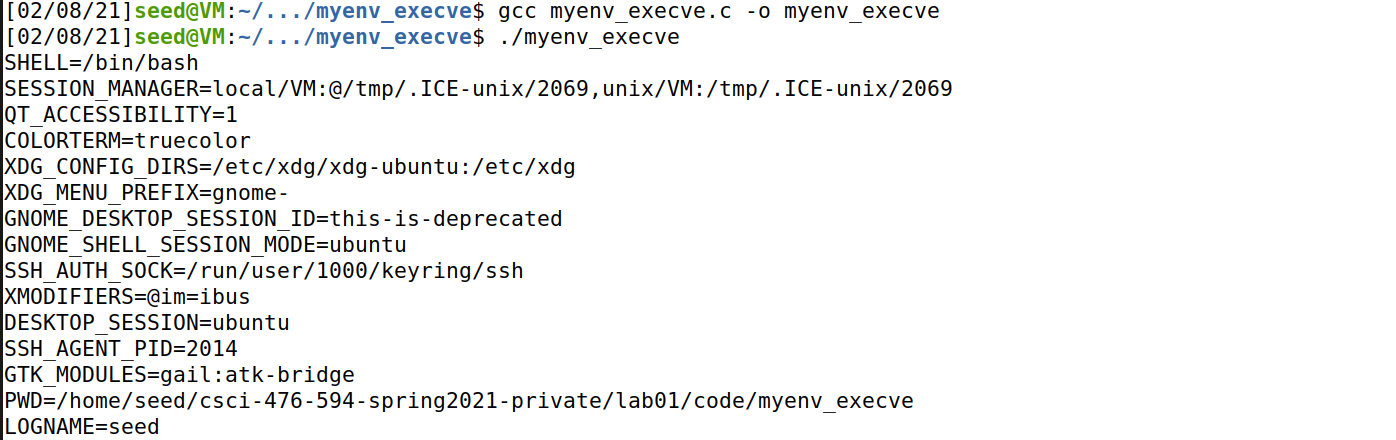 [02/08/21]seed@VM:~/.../myenv_execve$ gcc myenv_execve.c -o myenv_execve
[02/08/21]seed@VM:~/.../myenv_execve$ ./myenv_execve
SHELL=/bin/bash
SESSION_MANAGER=local/VM:@/tmp/.ICE-unix/2069,unix/VM:/tmp/.ICE-unix/2069
QT_ACCESSIBILITY=1
COLORTERM=truecolor
XDG_CONFIG_DIRS=/etc/xdg/xdg-ubuntu:/etc/xdg
XDG_MENU_PREFIX=gnome-
GNOME_DESKTOP_SESSION_ID=this-is-deprecated
GNOME_SHELL_SESSION_MODE=ubuntu
SSH_AUTH_SOCK=/run/user/1000/keyring/ssh
XMODIFIERS=@im=ibus
DESKTOP_SESSION=ubuntu
SSH_AGENT_PID=2014
GTK_MODULES=gail:atk-bridge
PWD=/home/seed/csci-476-594-spring2021-private/lab01/code/myenv_execve
LOGNAME=seed